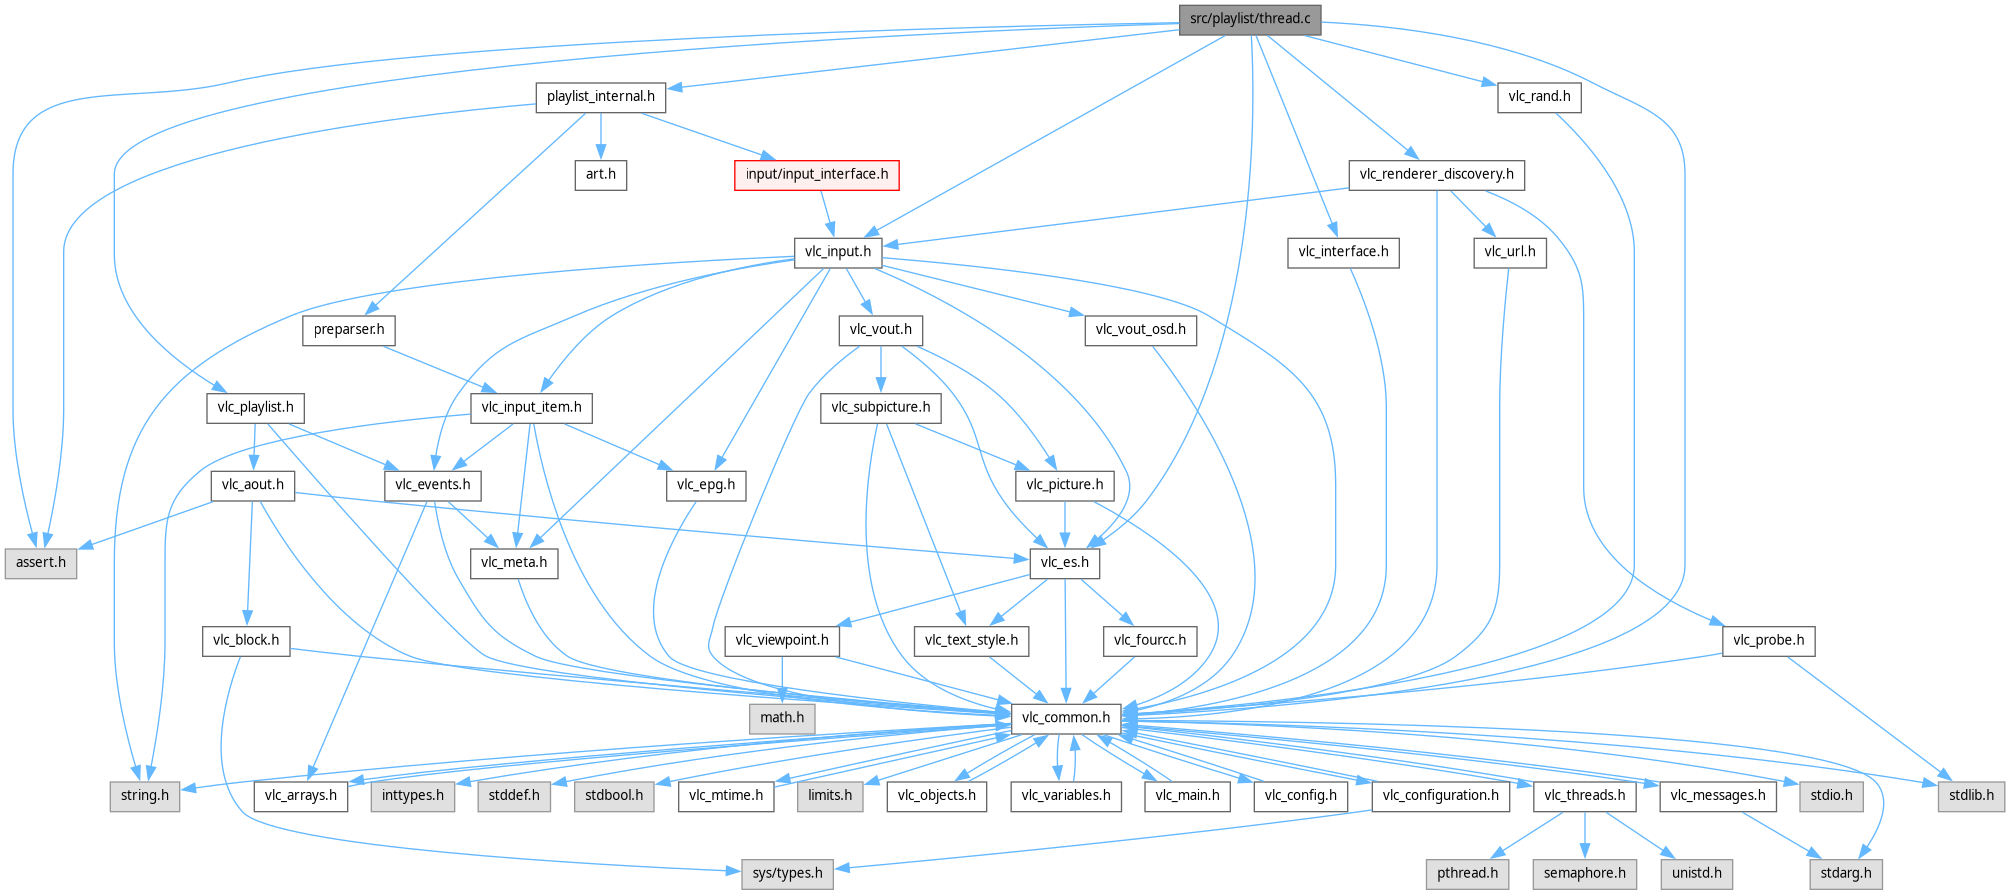 src/playlist/thread.c
playlist_internal.h
vlc_rand.h
art.h
input/input_interface.h
vlc_renderer_discovery.h
vlc_input.h
vlc_interface.h
vlc_url.h
preparser.h
vlc_vout.h
vlc_vout_osd.h
vlc_playlist.h
vlc_input_item.h
vlc_subpicture.h
vlc_aout.h
vlc_events.h
vlc_epg.h
vlc_picture.h
assert.h
vlc_meta.h
vlc_es.h
vlc_block.h
vlc_viewpoint.h
vlc_text_style.h
vlc_fourcc.h
vlc_probe.h
math.h
vlc_common.h
string.h
vlc_arrays.h
inttypes.h
stddef.h
stdbool.h
vlc_mtime.h
limits.h
vlc_objects.h
vlc_variables.h
vlc_main.h
vlc_config.h
vlc_configuration.h
vlc_threads.h
vlc_messages.h
stdio.h
stdlib.h
sys/types.h
pthread.h
semaphore.h
unistd.h
stdarg.h